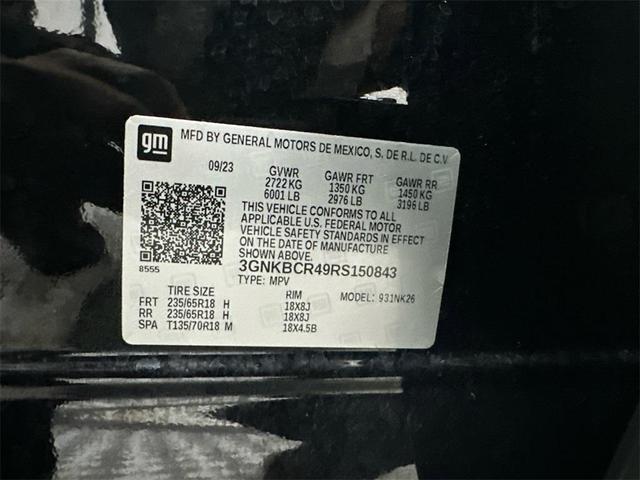 gm MFD BY GENERAL MOTORS DE MEXICO, S. DE R.L. DE C.V
09/23 GVWR GAWR FRT GAWR RR
2722 KG 1350 KG 1450 KG
6001 LB 2976 LB 3196 LB
THIS VEHICLE CONFORMS TO ALL
APPLICABLE U.S. FEDERAL MOTOR
VEHICLE SAFETY STANDARDS IN EFFECT
ON THE DATE OF MANUFACTURE
SHOWN ABOVE.
8555 3GNKBCR49RS150843
TYPE: MPV
TIRE SIZE RIM MODEL: 931NK26
FRT 235/65R18 H 18X8J
RR 235/65R18 H 18X8J
SPA T135/70R18 M 18X4.5B